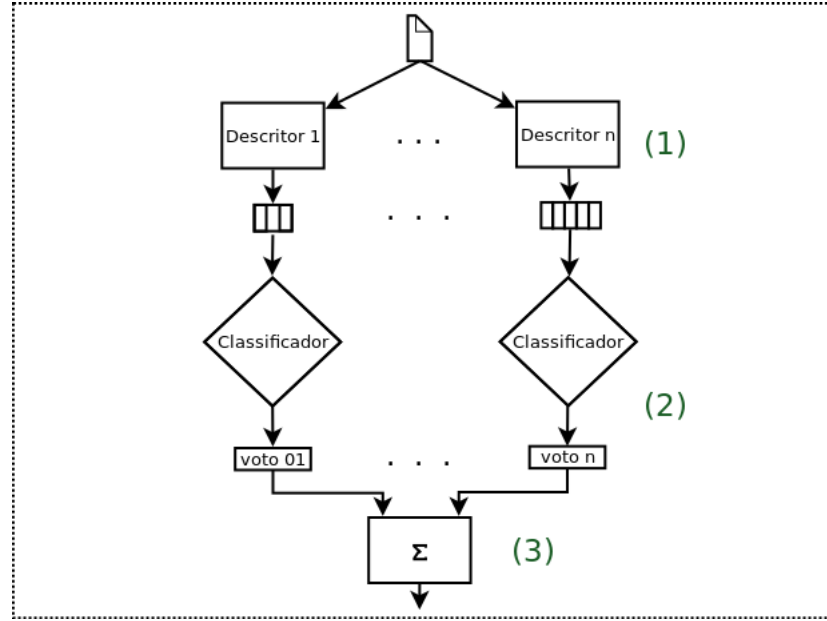 Descritor 1
. . .
Descritor n
(1)
. . .
Classificador
Classificador
(2)
voto 01
. . .
voto n
Σ
(3)